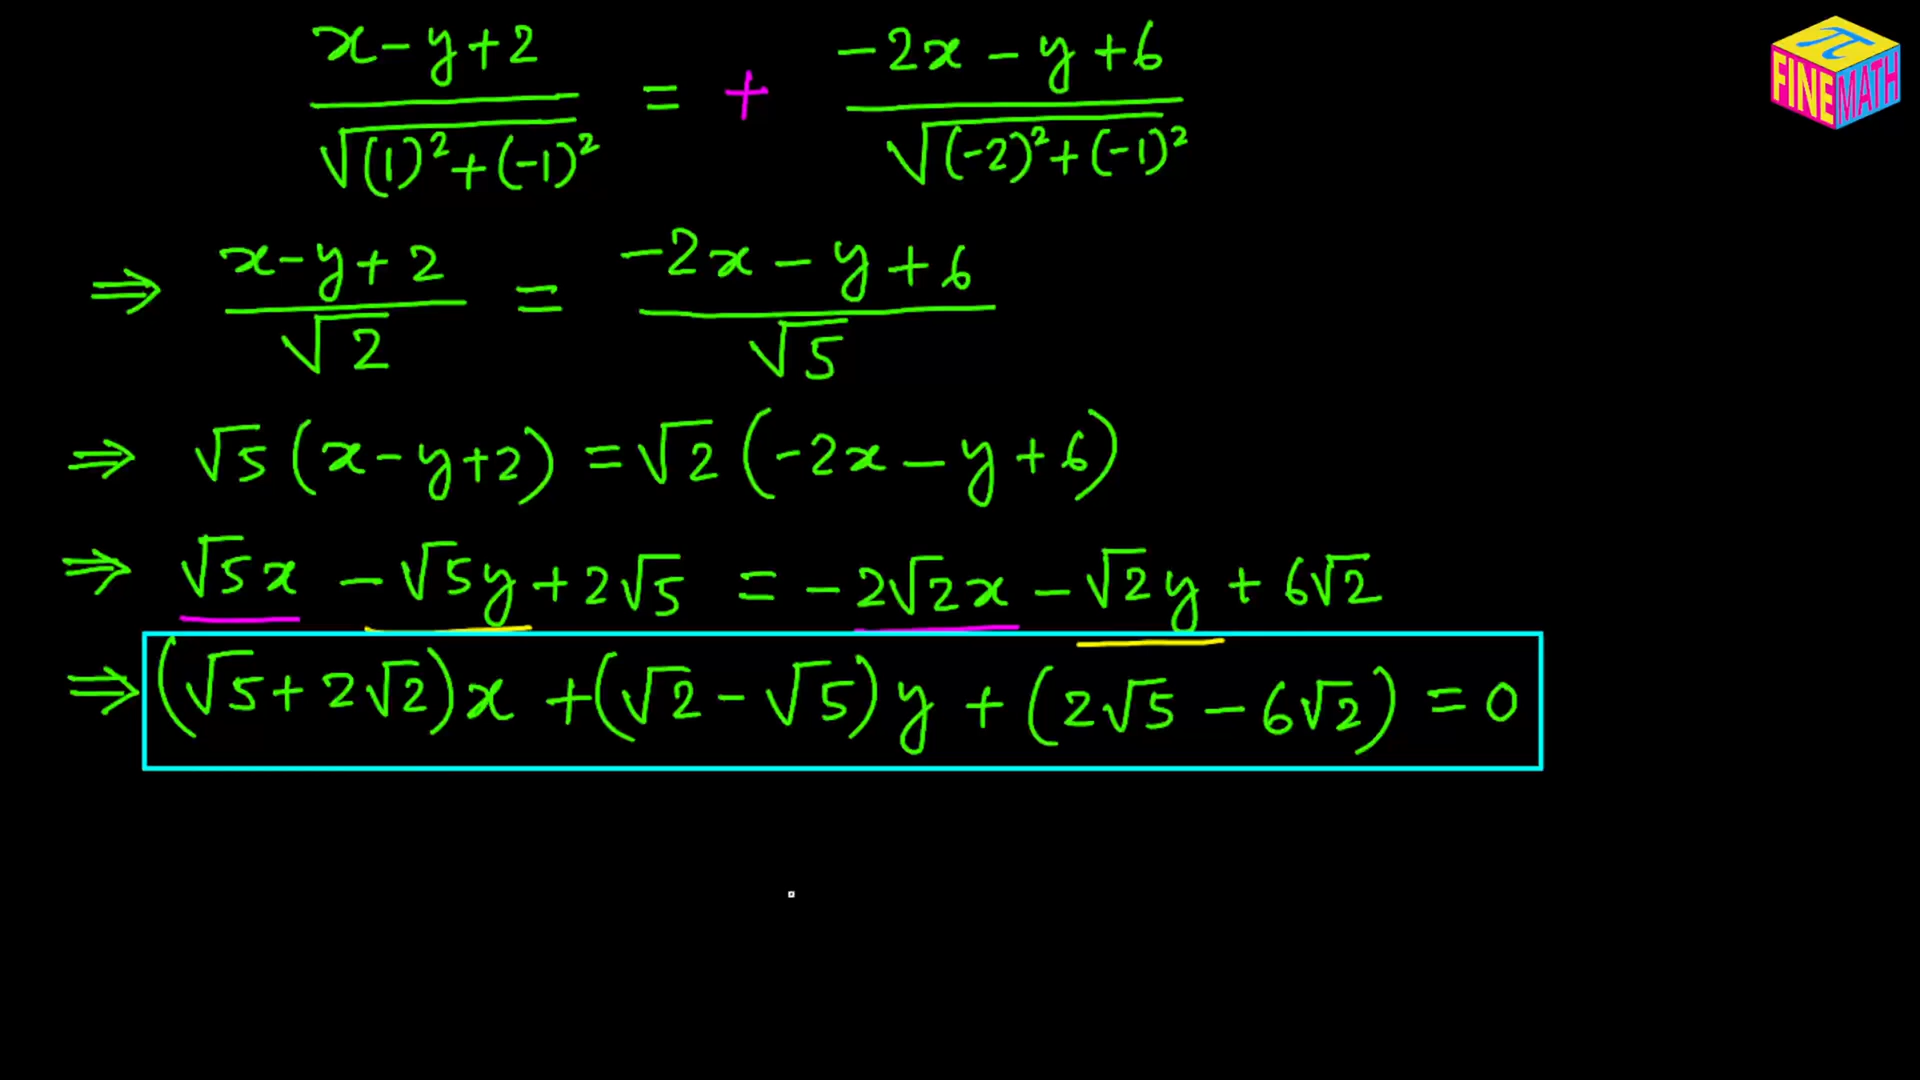 x-y+2 / √(1)²+(-1)² = + -2x-y+6 / √(-2)²+(-1)²
π FINE MATH
⇒ x-y+2 / √2 = -2x-y+6 / √5
⇒ √5(x-y+2) = √2(-2x-y+6)
⇒ √5x - √5y + 2√5 = -2√2x - √2y + 6√2
⇒ (√5+2√2)x + (√2-√5)y + (2√5-6√2) = 0